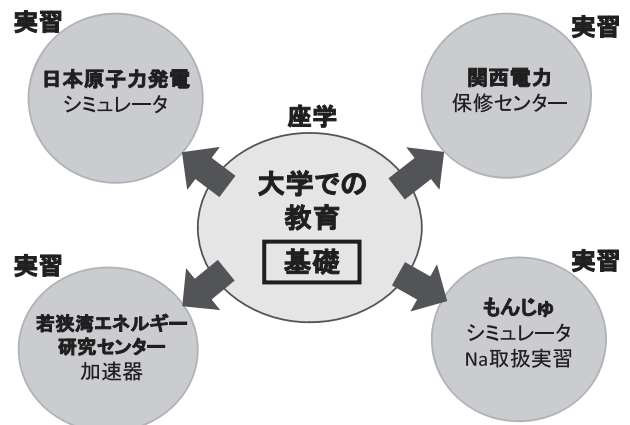 実習
日本原子力発電
シミュレータ
実習
関西電力
保修センター
座学
大学での
教育
基礎
実習
若狭湾エネルギー
研究センター
加速器
実習
もんじゅ
シミュレータ
Na取扱実習